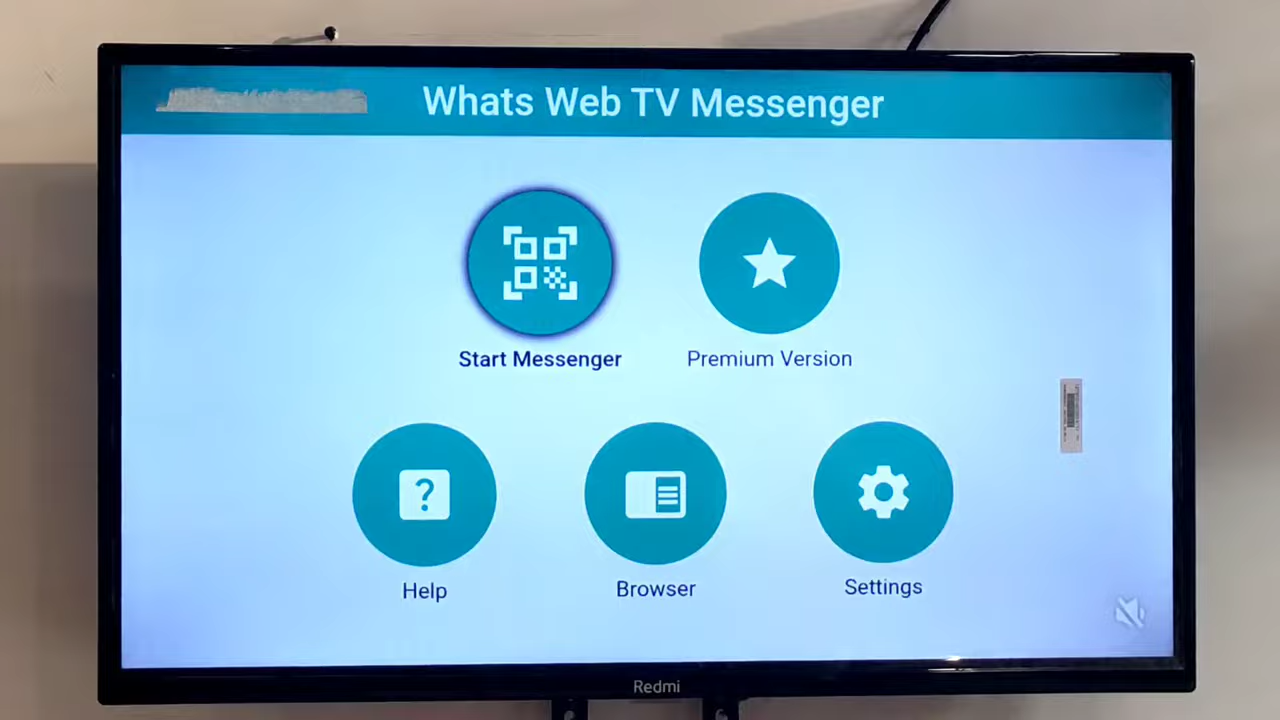 Whats Web TV Messenger
Start Messenger
Premium Version
Help
Browser
Settings
Redmi